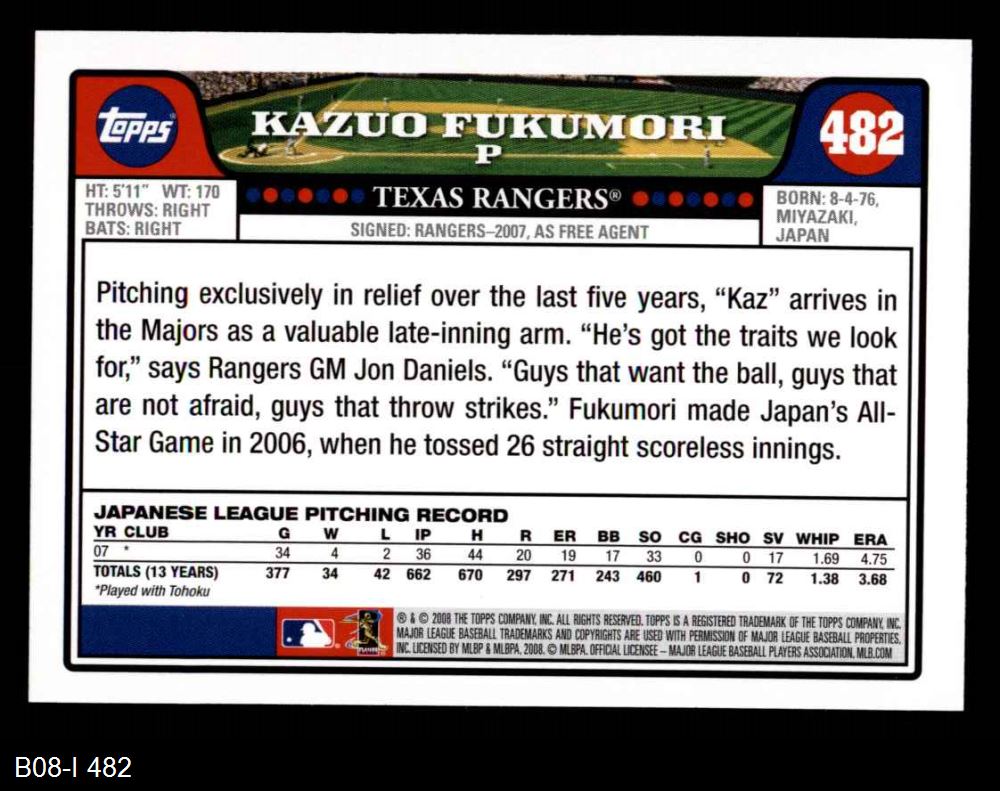 Topps®
KAZUO FUKUMORI
P
482
HT: 5'11" WT: 170
THROWS: RIGHT
BATS: RIGHT
TEXAS RANGERS®
SIGNED: RANGERS–2007, AS FREE AGENT
BORN: 8-4-76,
MIYAZAKI,
JAPAN
Pitching exclusively in relief over the last five years, “Kaz” arrives in
the Majors as a valuable late-inning arm. “He’s got the traits we look
for,” says Rangers GM Jon Daniels. “Guys that want the ball, guys that
are not afraid, guys that throw strikes.” Fukumori made Japan’s All-
Star Game in 2006, when he tossed 26 straight scoreless innings.
JAPANESE LEAGUE PITCHING RECORD
YR CLUB G W L IP H R ER BB SO CG SHO SV WHIP ERA
07 * 34 4 2 36 44 20 19 17 33 0 0 17 1.69 4.75
TOTALS (13 YEARS) 377 34 42 662 670 297 271 243 460 1 0 72 1.38 3.68
*Played with Tohoku
® & © 2008 THE TOPPS COMPANY, INC. ALL RIGHTS RESERVED. TOPPS IS A REGISTERED TRADEMARK OF THE TOPPS COMPANY, INC.
MAJOR LEAGUE BASEBALL TRADEMARKS AND COPYRIGHTS ARE USED WITH PERMISSION OF MAJOR LEAGUE BASEBALL PROPERTIES,
INC. LICENSED BY MLBP & MLBPA, 2008. © MLBPA. OFFICIAL LICENSEE – MAJOR LEAGUE BASEBALL PLAYERS ASSOCIATION, MLB.COM
B08-I 482